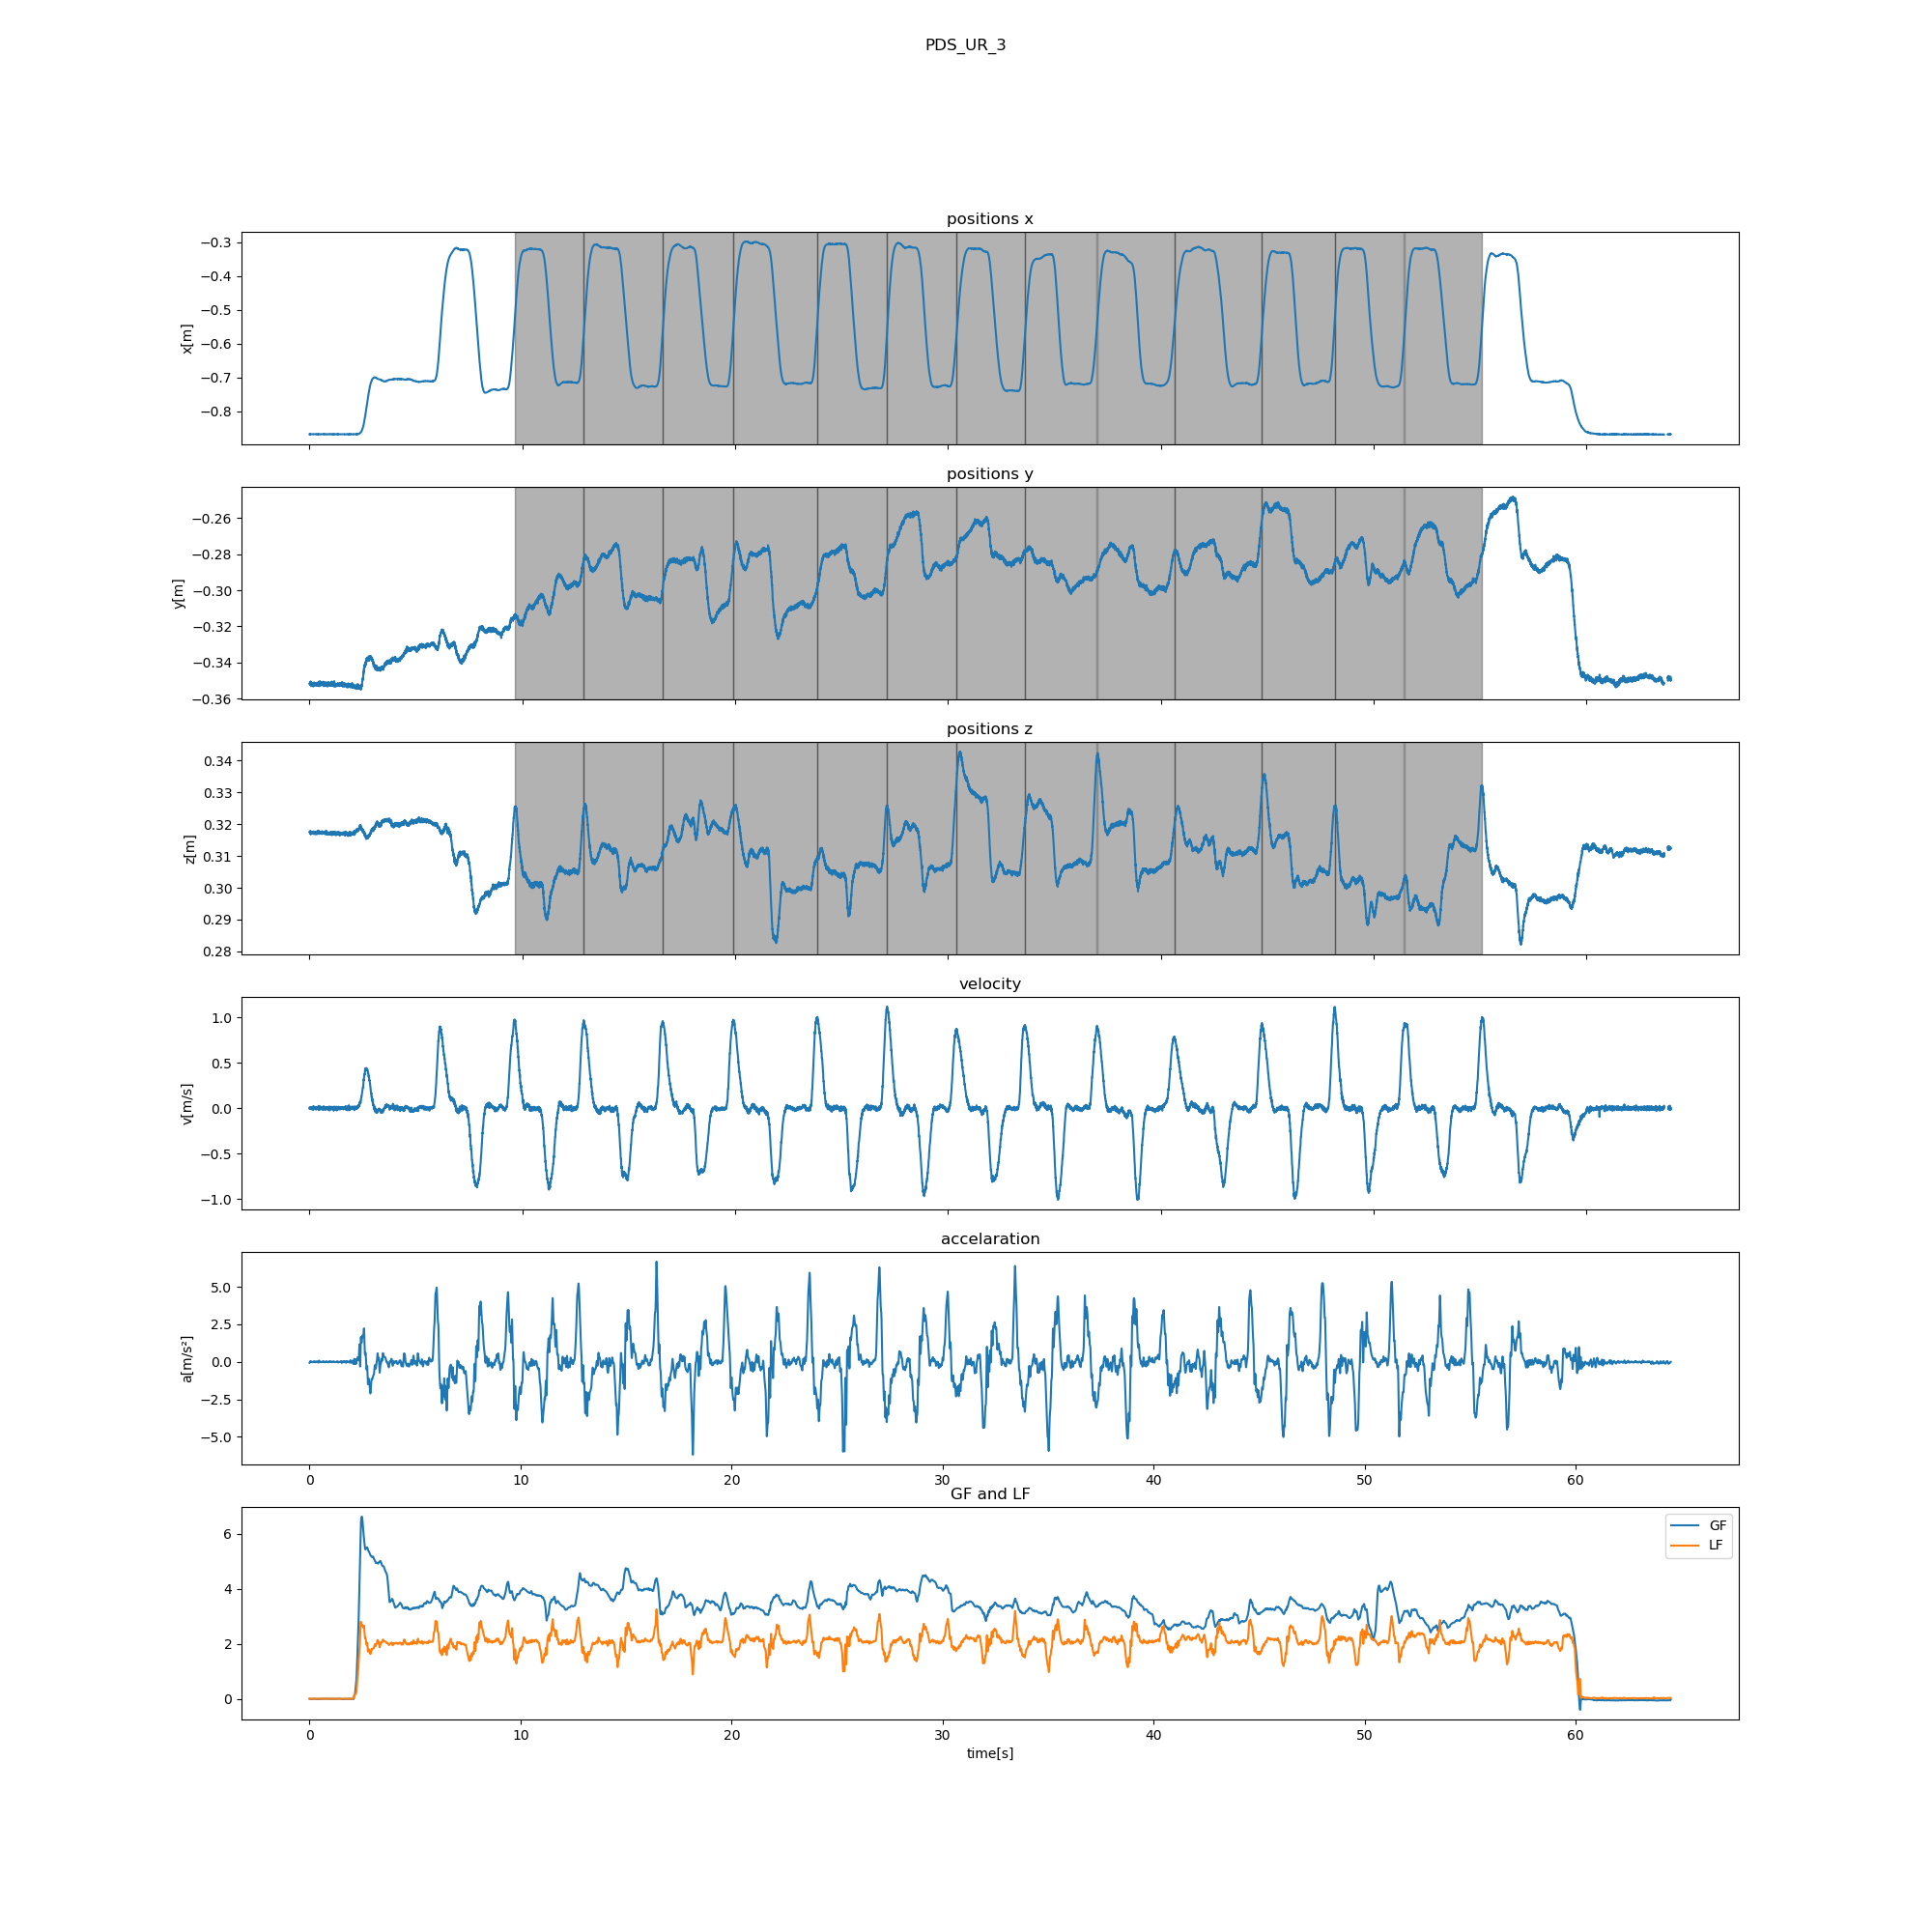 PDS_UR_3
positions x
x[m]
−0.3
−0.4
−0.5
−0.6
−0.7
−0.8
positions y
y[m]
−0.26
−0.28
−0.30
−0.32
−0.34
−0.36
positions z
z[m]
0.34
0.33
0.32
0.31
0.30
0.29
0.28
velocity
v[m/s]
1.0
0.5
0.0
−0.5
−1.0
accelaration
a[m/s²]
5.0
2.5
0.0
−2.5
−5.0
0 10 20 30 40 50 60
GF and LF
6
4
2
0
GF
LF
0 10 20 30 40 50 60
time[s]